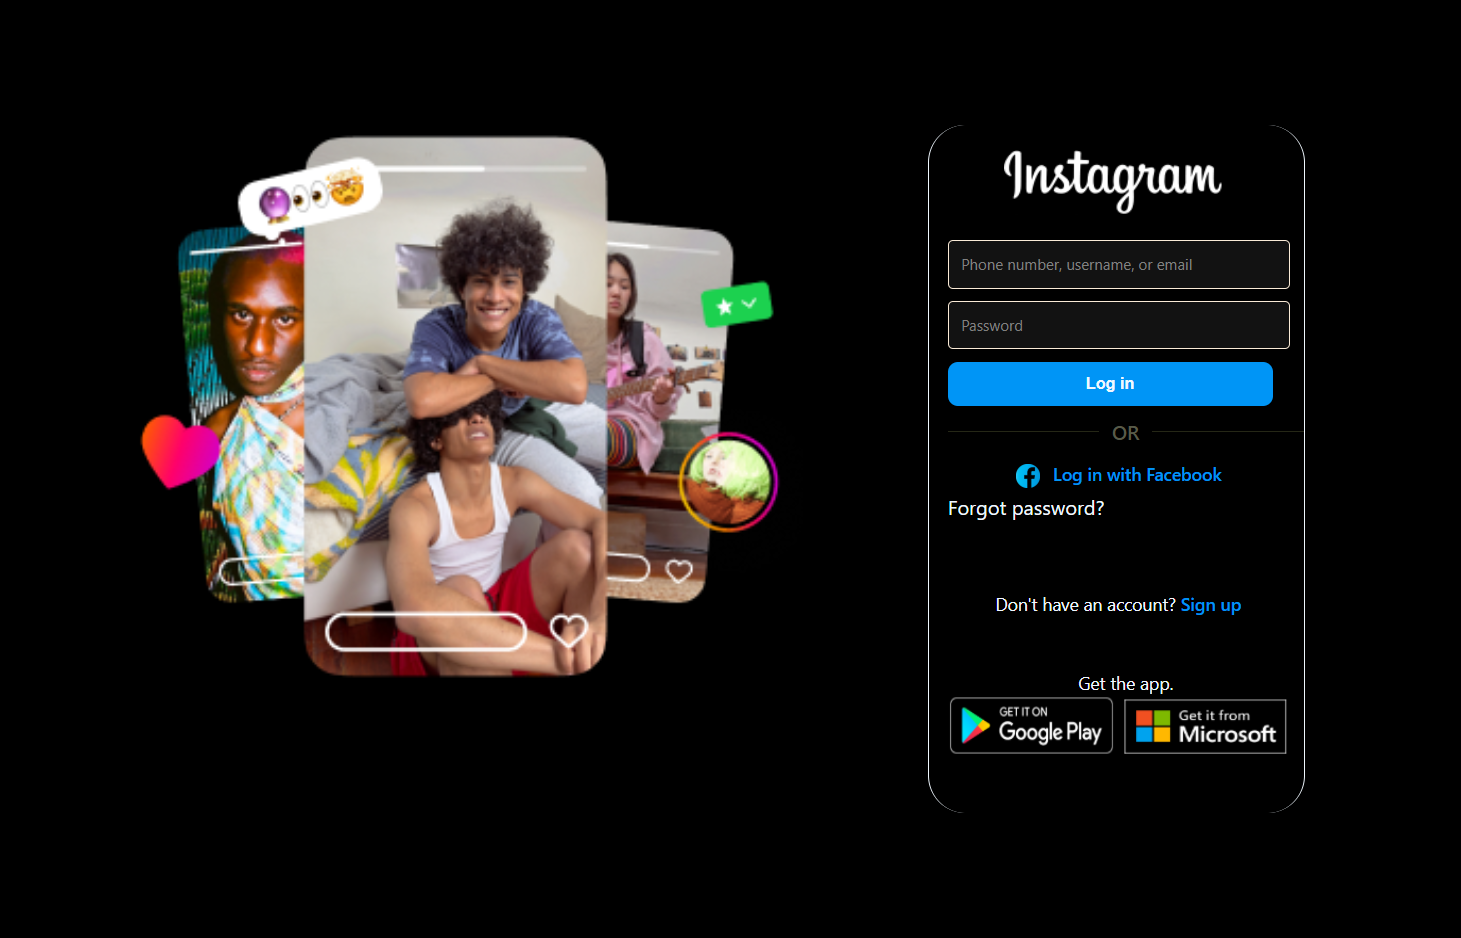 Instagram
Phone number, username, or email
Password
Log in
OR
Log in with Facebook
Forgot password?
Don't have an account? Sign up
Get the app.
GET IT ON
Google Play
Get it from
Microsoft